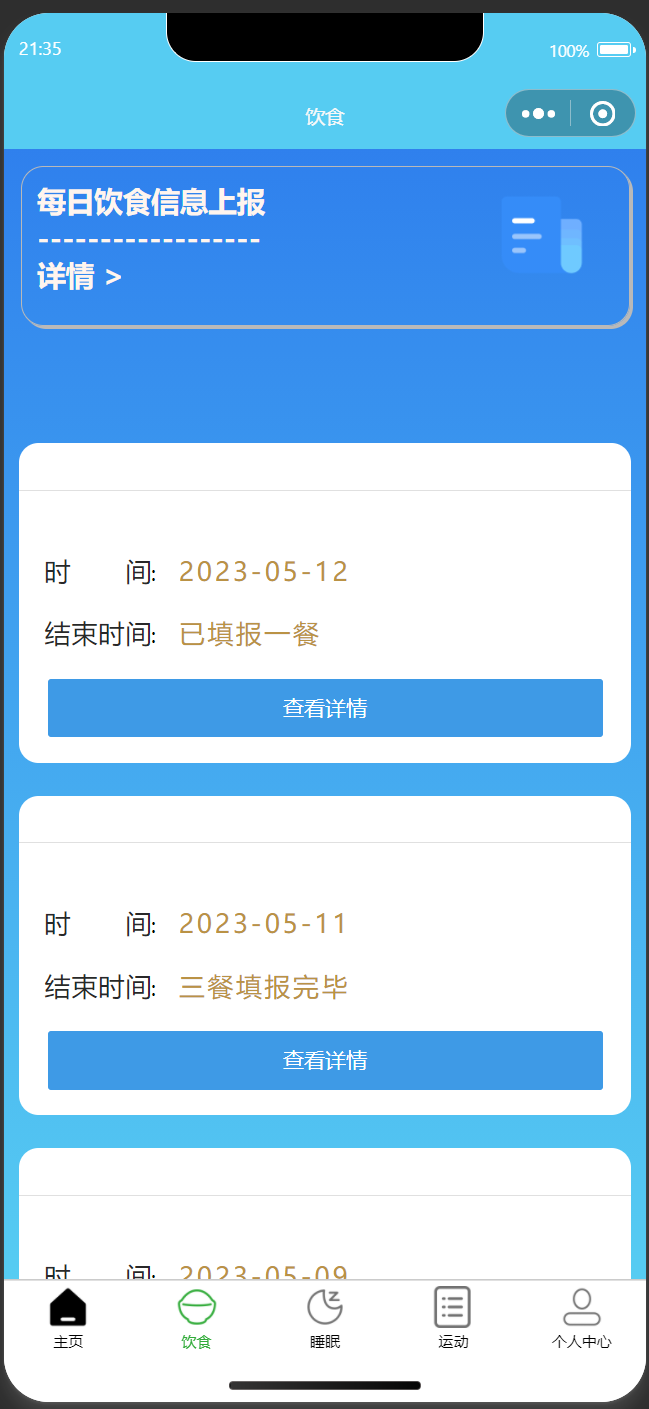 21:35
100%
饮食
每日饮食信息上报
------------------
详情 >
时 间:
2023-05-12
结束时间:
已填报一餐
查看详情
时 间:
2023-05-11
结束时间:
三餐填报完毕
查看详情
时 间:
2023-05-09
主页
饮食
睡眠
运动
个人中心